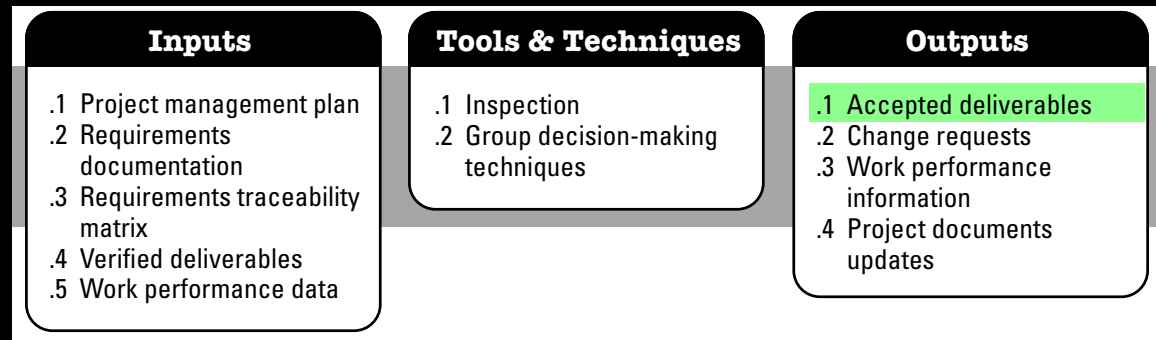 Inputs
.1 Project management plan
.2 Requirements
documentation
.3 Requirements traceability
matrix
.4 Verified deliverables
.5 Work performance data
Tools & Techniques
.1 Inspection
.2 Group decision-making
techniques
Outputs
.1 Accepted deliverables
.2 Change requests
.3 Work performance
information
.4 Project documents
updates